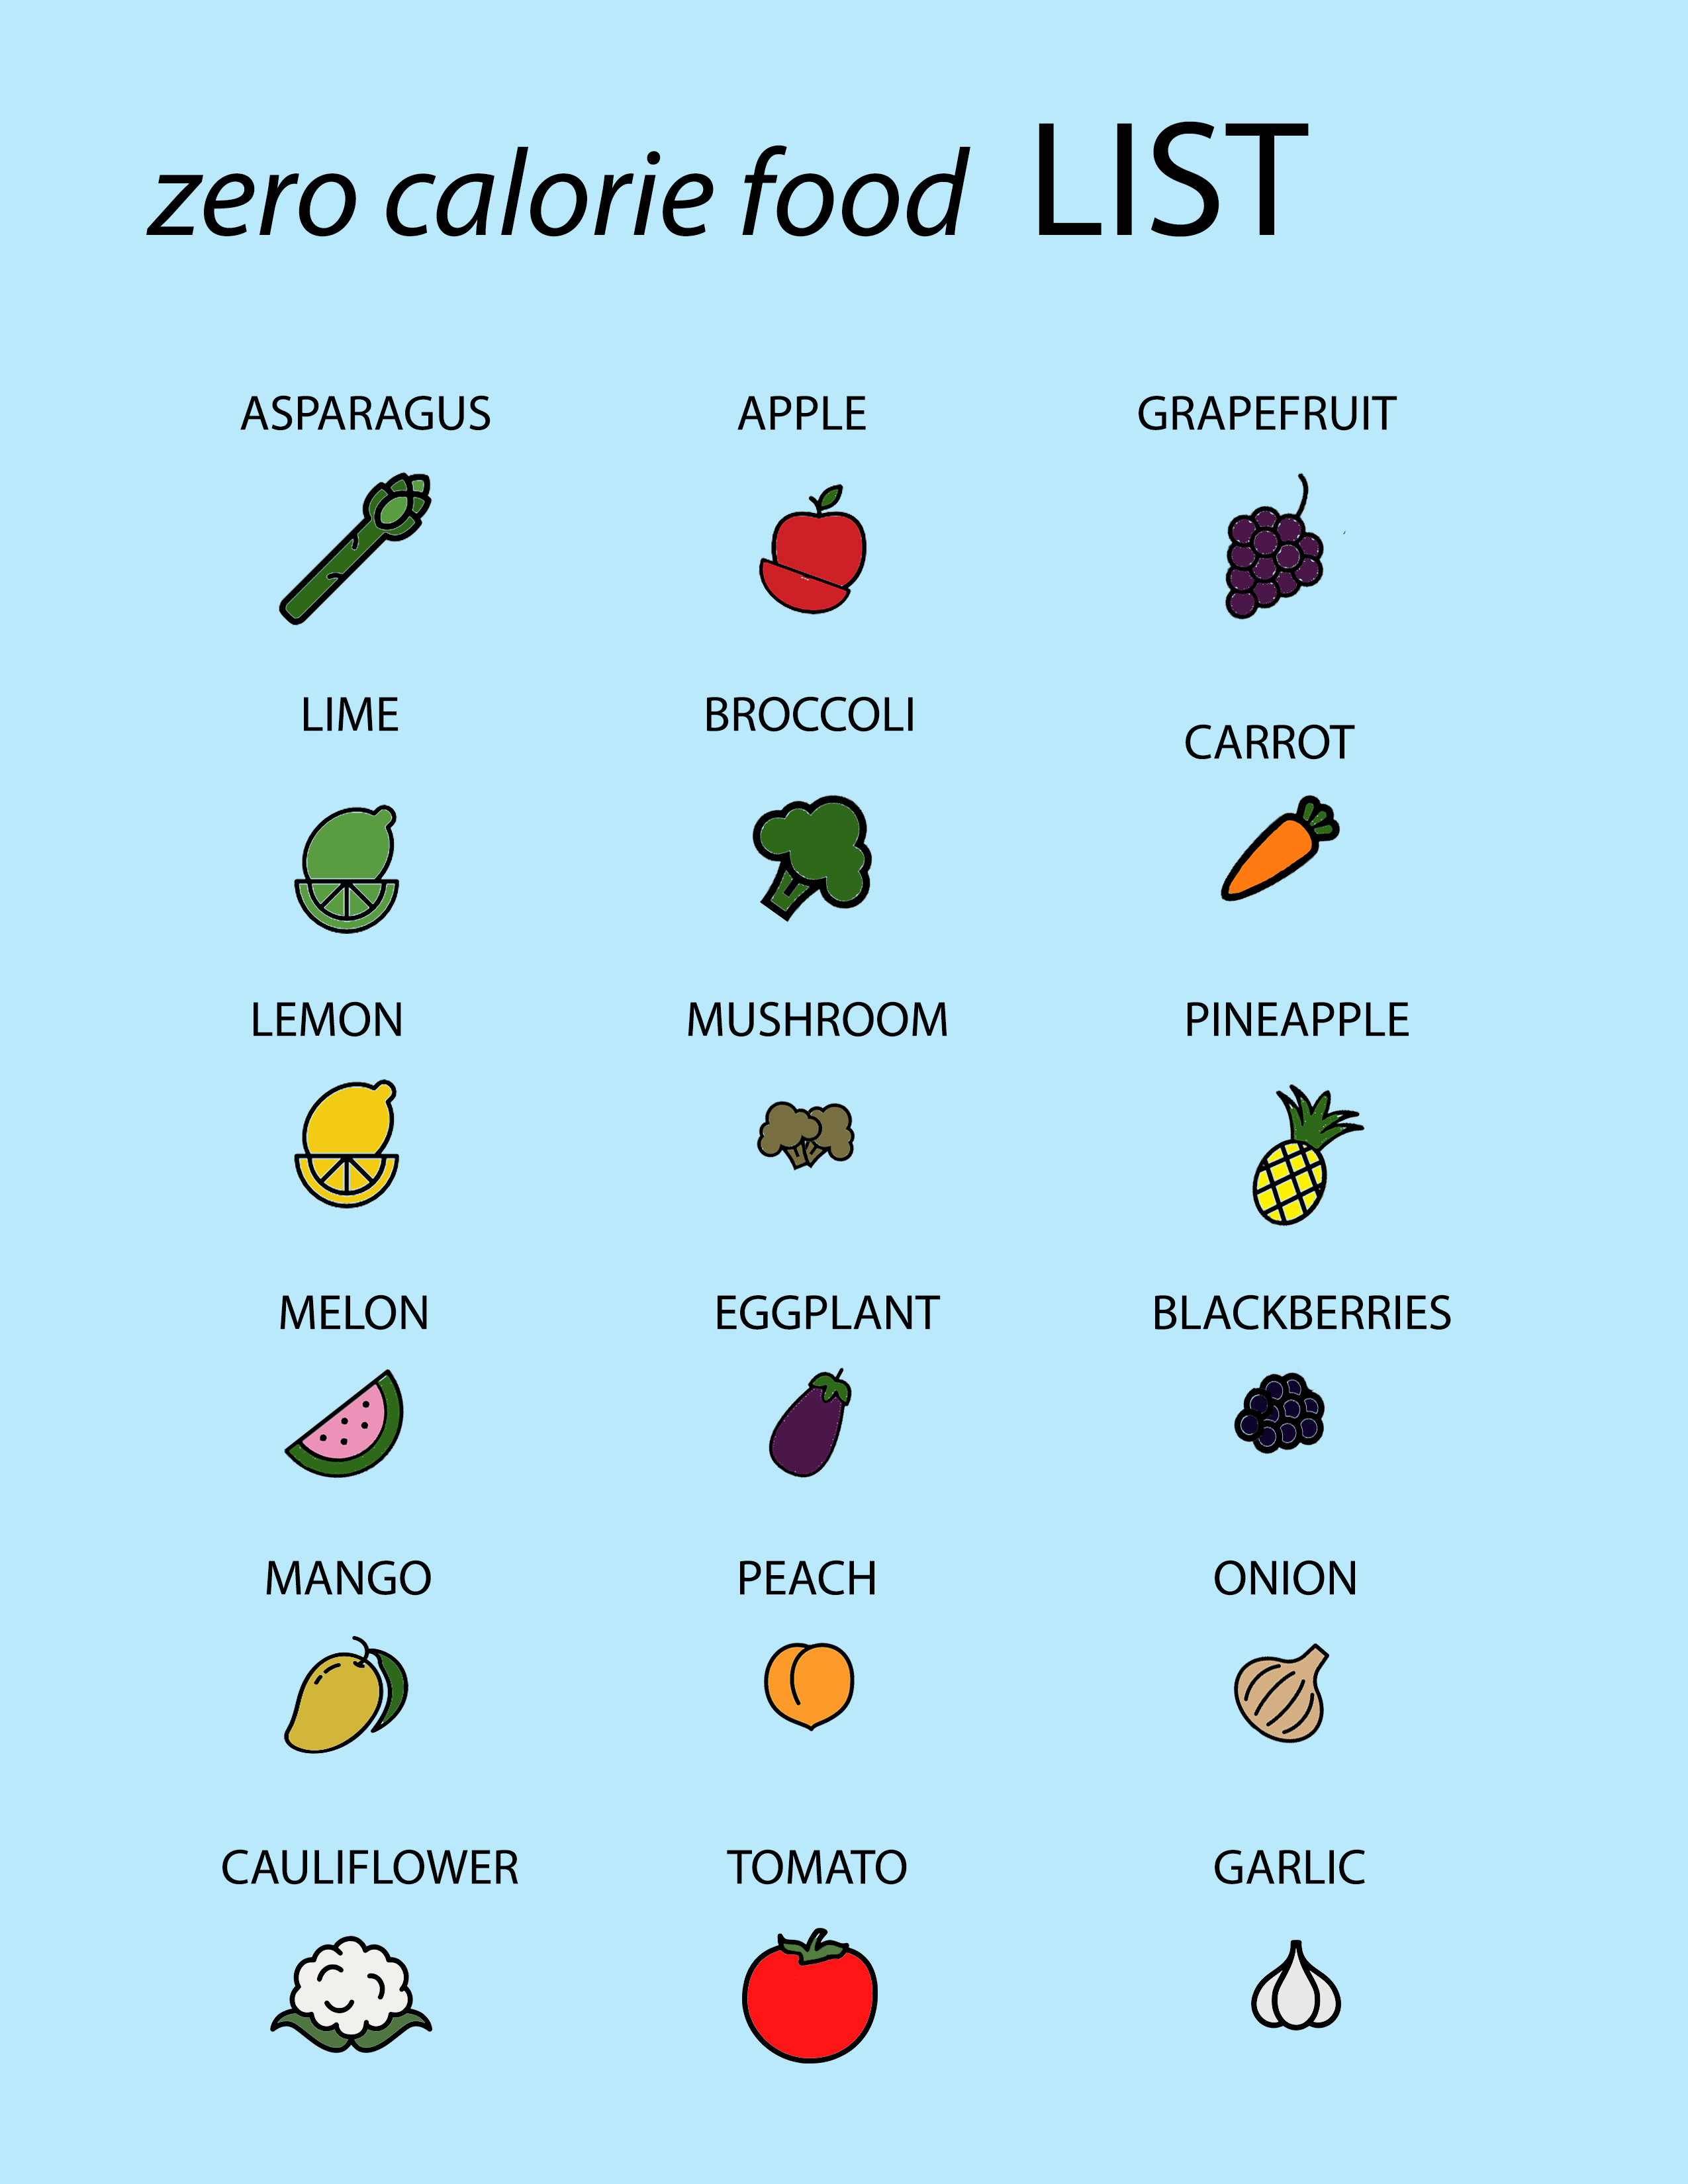 zero calorie food LIST
ASPARAGUS
APPLE
GRAPEFRUIT
LIME
BROCCOLI
CARROT
LEMON
MUSHROOM
PINEAPPLE
MELON
EGGPLANT
BLACKBERRIES
MANGO
PEACH
ONION
CAULIFLOWER
TOMATO
GARLIC